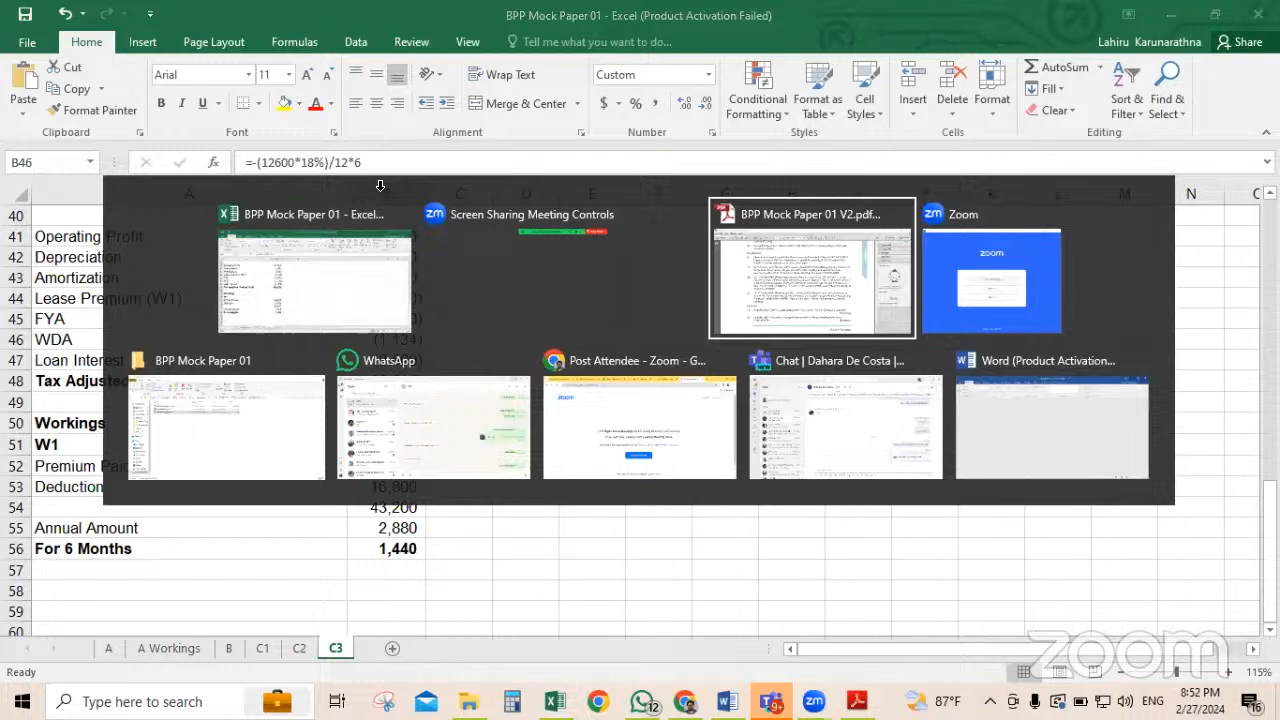 BPP Mock Paper 01 - Excel (Product Activation Failed)
File Home Insert Page Layout Formulas Data Review View Tell me what you want to do... Lahiru Karunarathna Share
Paste Cut Copy Format Painter Arial 11 Wrap Text Merge & Center Custom Conditional Formatting Format as Table Cell Styles Insert Delete Format AutoSum Fill Clear Sort & Filter Find & Select
Clipboard Font Alignment Number Styles Cells Editing
B46 fx =-(12600*18%)/12*6
A C D E M N
BPP Mock Paper 01 - Excel... Screen Sharing Meeting Controls BPP Mock Paper 01 V2.pdf... Zoom
zoom
40
41 Operating Profit
42 Depreciation
43 Amortization
44 Lease Premium (W1)
45 FYA
46 WDA (1,134)
47 Loan Interest
48 Tax Adjusted
49
50 Workings
51 W1
52 Premium
53 Deduction 16,800
54 43,200
55 Annual Amount 2,880
56 For 6 Months 1,440
57
58
59
60
BPP Mock Paper 01 WhatsApp Post Attendee - Zoom - G... Chat | Dahara De Costa |... Word (Product Activation...
A A Workings B C1 C2 C3
zoom
Ready 115%
Type here to search 12 9+ 87°F ENG 8:52 PM 2/27/2024 16